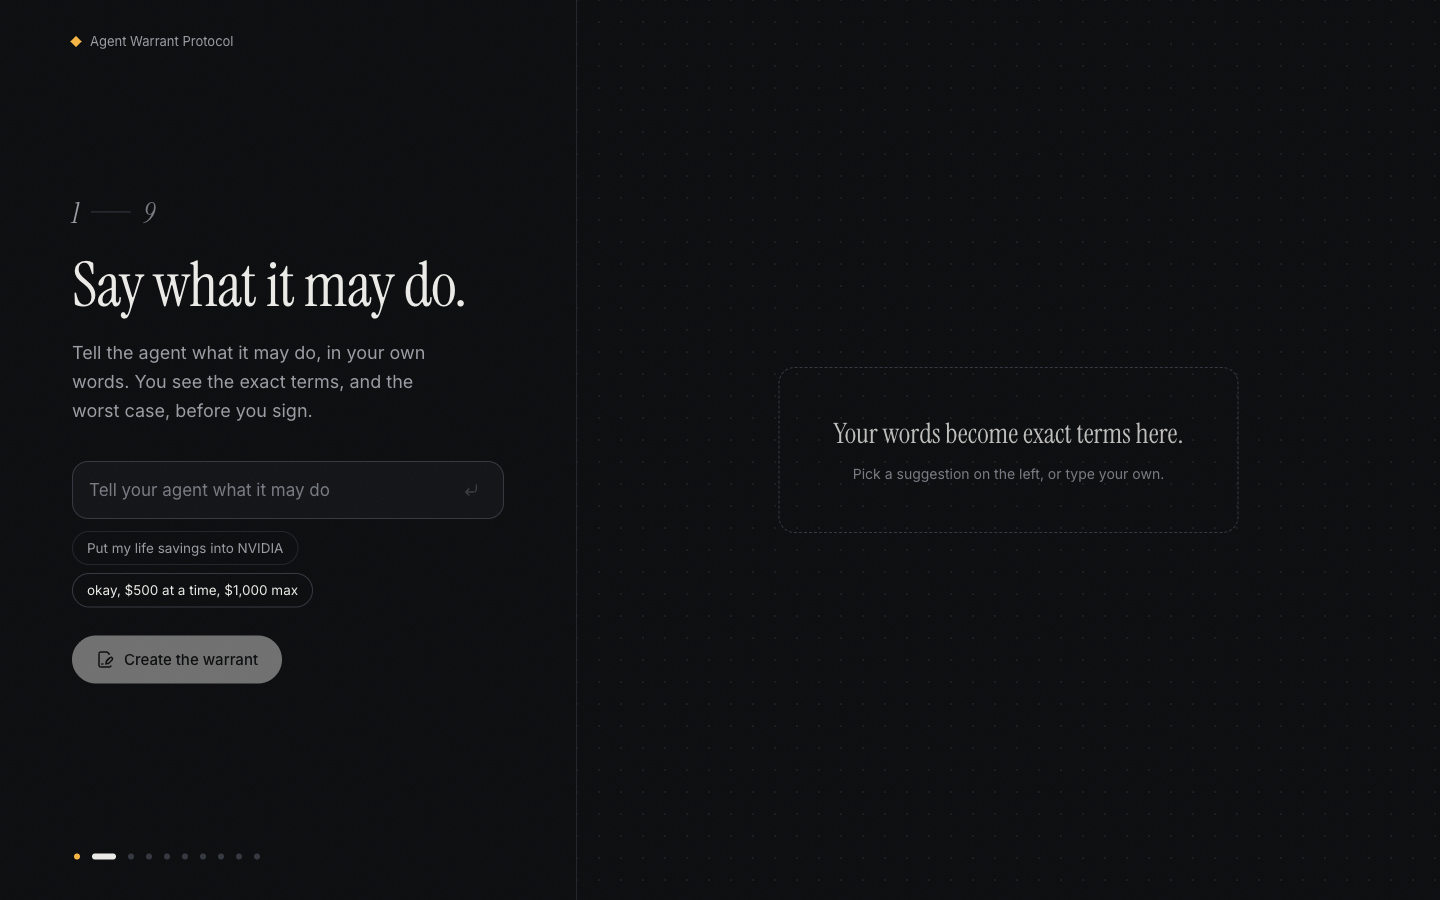 Agent Warrant Protocol
1 — 9
Say what it may do.
Tell the agent what it may do, in your own
words. You see the exact terms, and the
worst case, before you sign.
Tell your agent what it may do
Put my life savings into NVIDIA
okay, $500 at a time, $1,000 max
Create the warrant
Your words become exact terms here.
Pick a suggestion on the left, or type your own.